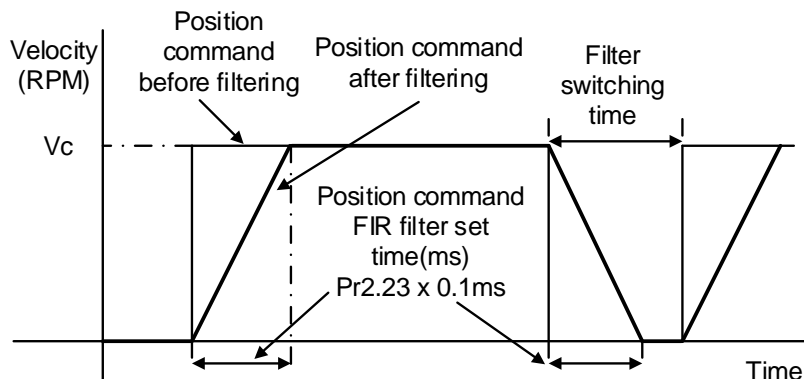 Velocity
(RPM)
Position
command
before filtering
Position command
after filtering
Filter
switching
time
Vc
Position command
FIR filter set
time(ms)
Pr2.23 x 0.1ms
Time